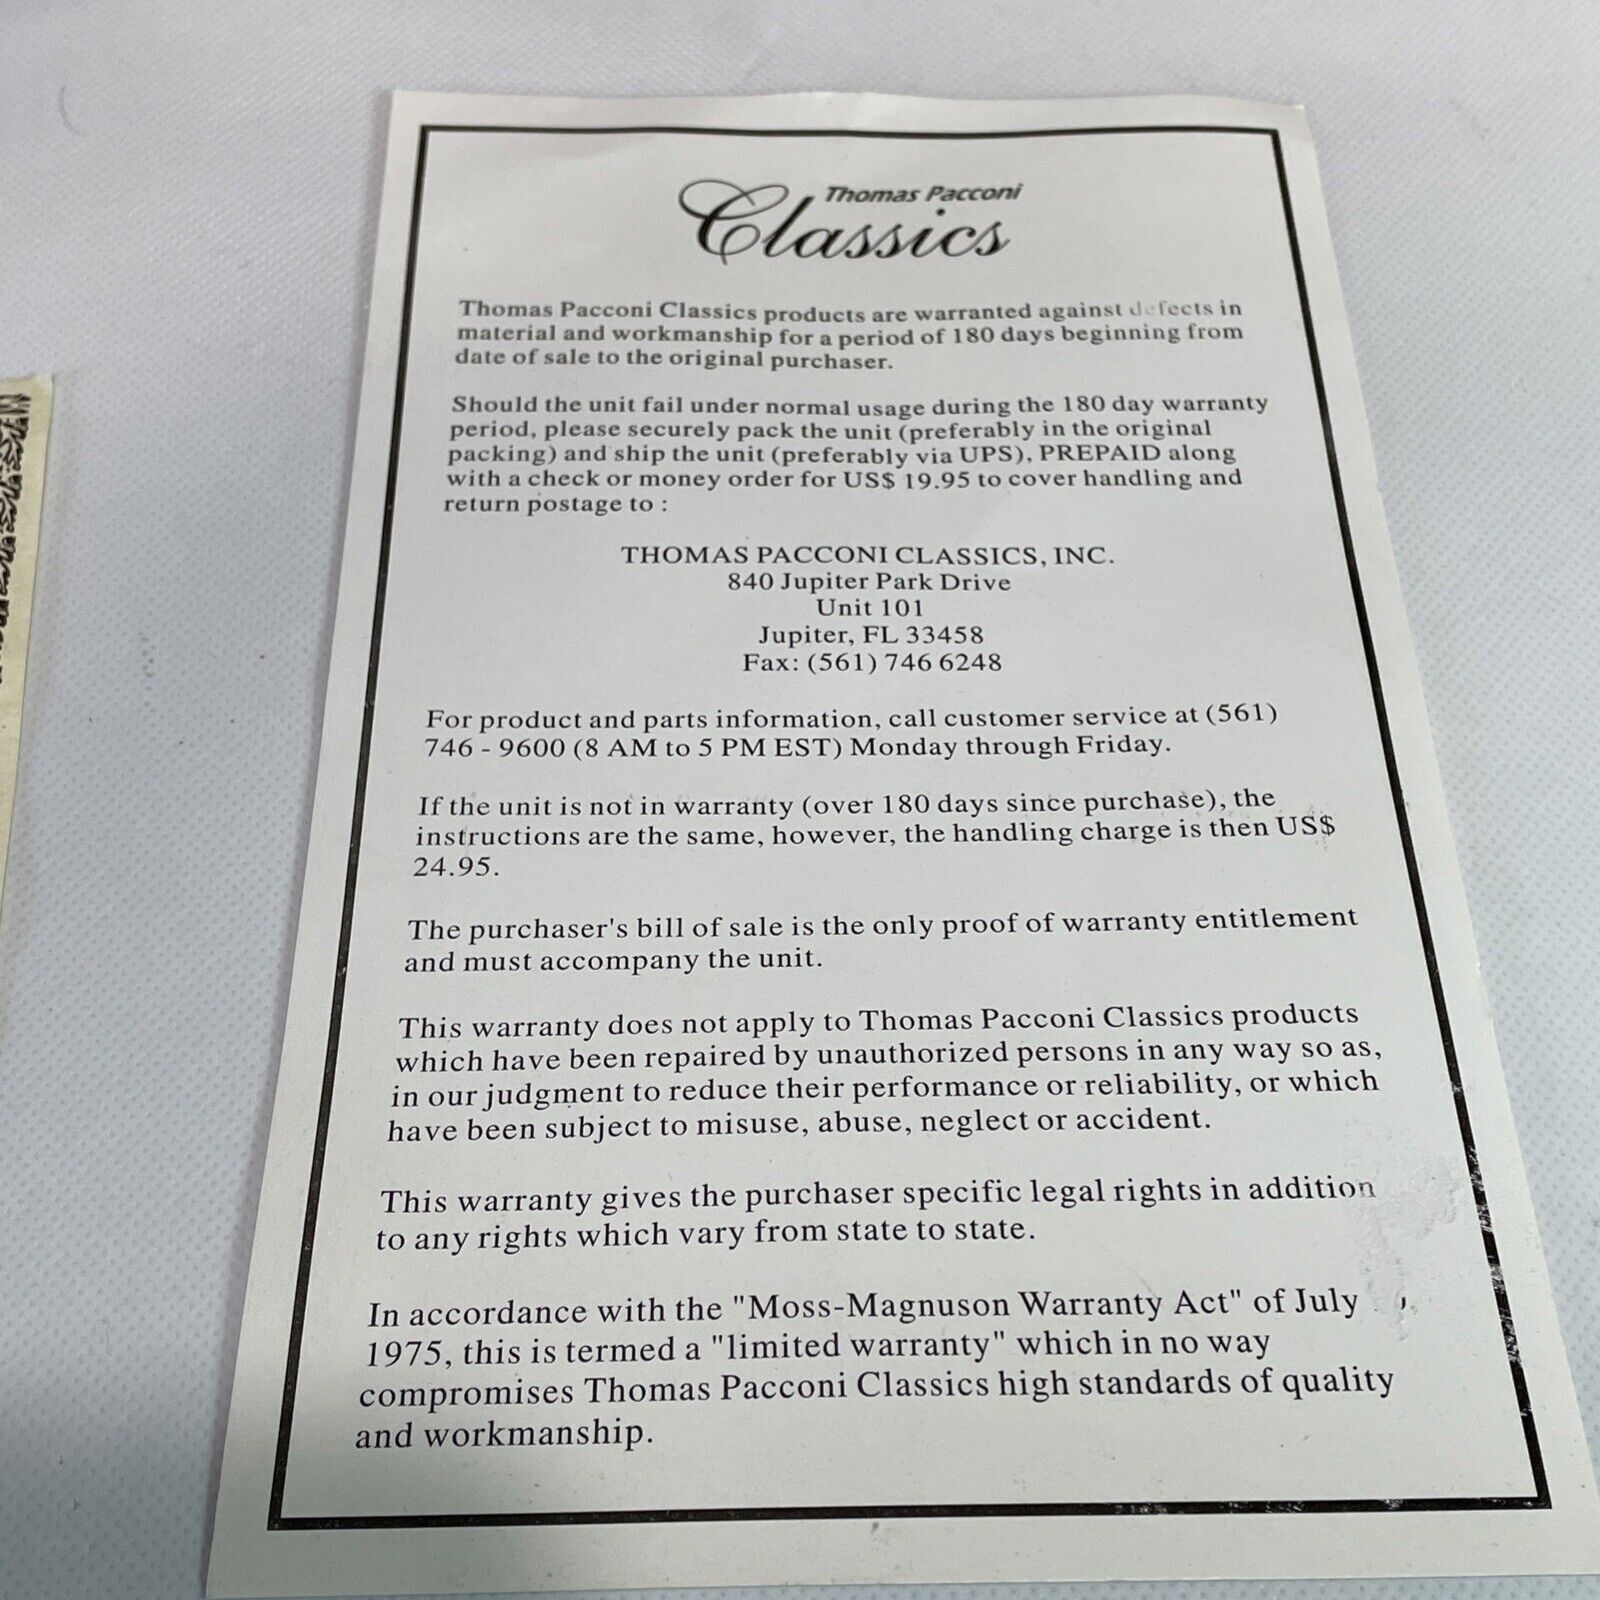 Thomas Pacconi
Classics
Thomas Pacconi Classics products are warranted against defects in
material and workmanship for a period of 180 days beginning from
date of sale to the original purchaser.
Should the unit fail under normal usage during the 180 day warranty
period, please securely pack the unit (preferably in the original
packing) and ship the unit (preferably via UPS), PREPAID along
with a check or money order for US$ 19.95 to cover handling and
return postage to :
THOMAS PACCONI CLASSICS, INC.
840 Jupiter Park Drive
Unit 101
Jupiter, FL 33458
Fax: (561) 746 6248
For product and parts information, call customer service at (561)
746 - 9600 (8 AM to 5 PM EST) Monday through Friday.
If the unit is not in warranty (over 180 days since purchase), the
instructions are the same, however, the handling charge is then US$
24.95.
The purchaser's bill of sale is the only proof of warranty entitlement
and must accompany the unit.
This warranty does not apply to Thomas Pacconi Classics products
which have been repaired by unauthorized persons in any way so as,
in our judgment to reduce their performance or reliability, or which
have been subject to misuse, abuse, neglect or accident.
This warranty gives the purchaser specific legal rights in addition
to any rights which vary from state to state.
In accordance with the "Moss-Magnuson Warranty Act" of July
1975, this is termed a "limited warranty" which in no way
compromises Thomas Pacconi Classics high standards of quality
and workmanship.